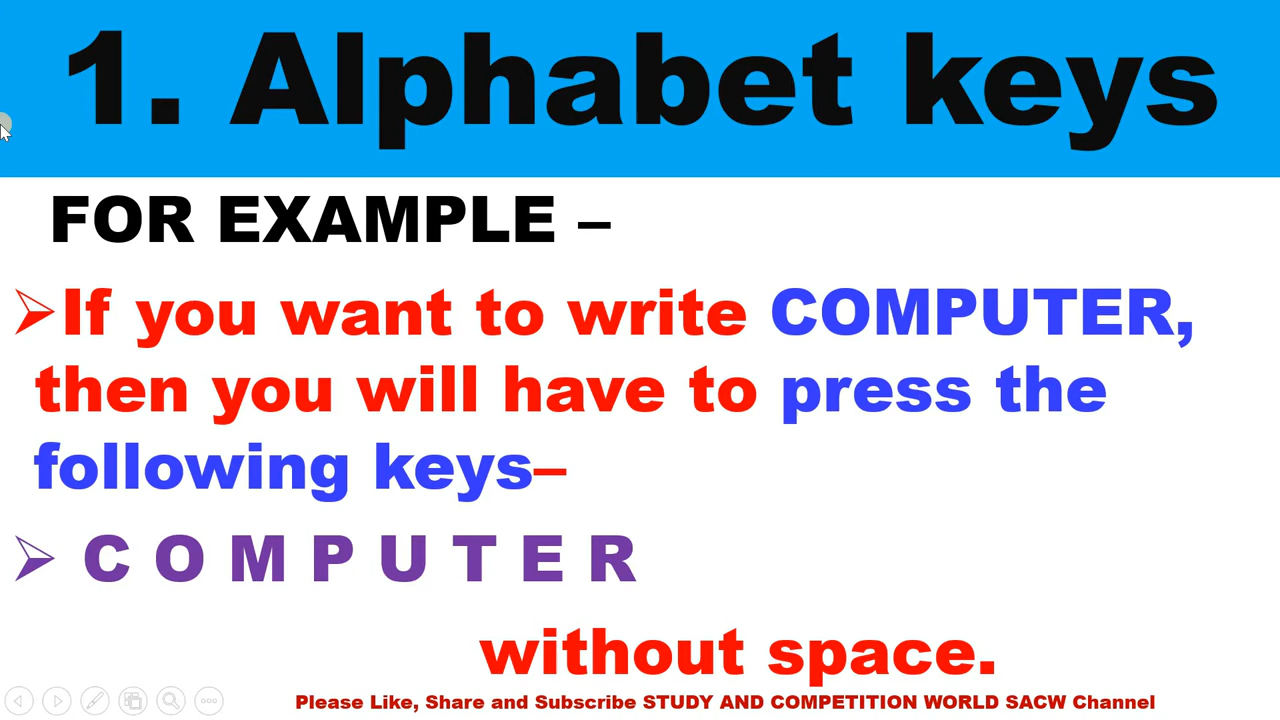 1. Alphabet keys
FOR EXAMPLE –
➢If you want to write COMPUTER,
then you will have to press the
following keys–
➢ C O M P U T E R
without space.
Please Like, Share and Subscribe STUDY AND COMPETITION WORLD SACW Channel